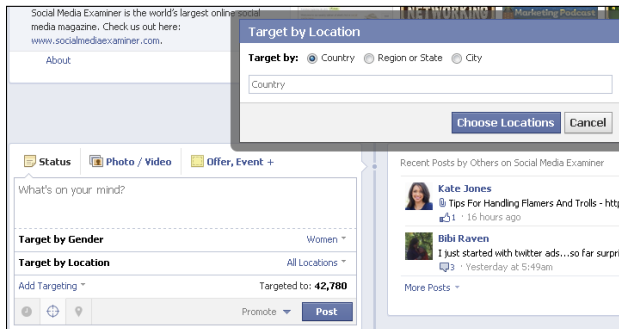 Social Media Examiner is the world's largest online social
media magazine. Check us out here:
www.socialmediaexaminer.com.
About
NETWORKING
Marketing Podcast
Target by Location
Target by: Country Region or State City
Country
Choose Locations Cancel
Status Photo / Video Offer, Event +
What's on your mind?
Target by Gender Women
Target by Location All Locations
Add Targeting Targeted to: 42,780
Promote Post
Recent Posts by Others on Social Media Examiner
Kate Jones
Tips For Handling Flamers And Trolls - http
1 · 16 hours ago
Bibi Raven
I just started with twitter ads...so far surpri
3 · Yesterday at 5:49am
More Posts